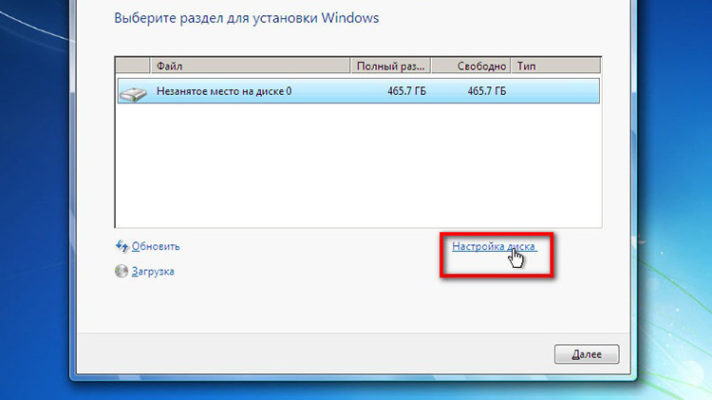 Выберите раздел для установки Windows
Файл Полный раз... Свободно Тип
Незанятое место на диске 0 465.7 ГБ 465.7 ГБ
Обновить Настройка диска
Загрузка
Далее